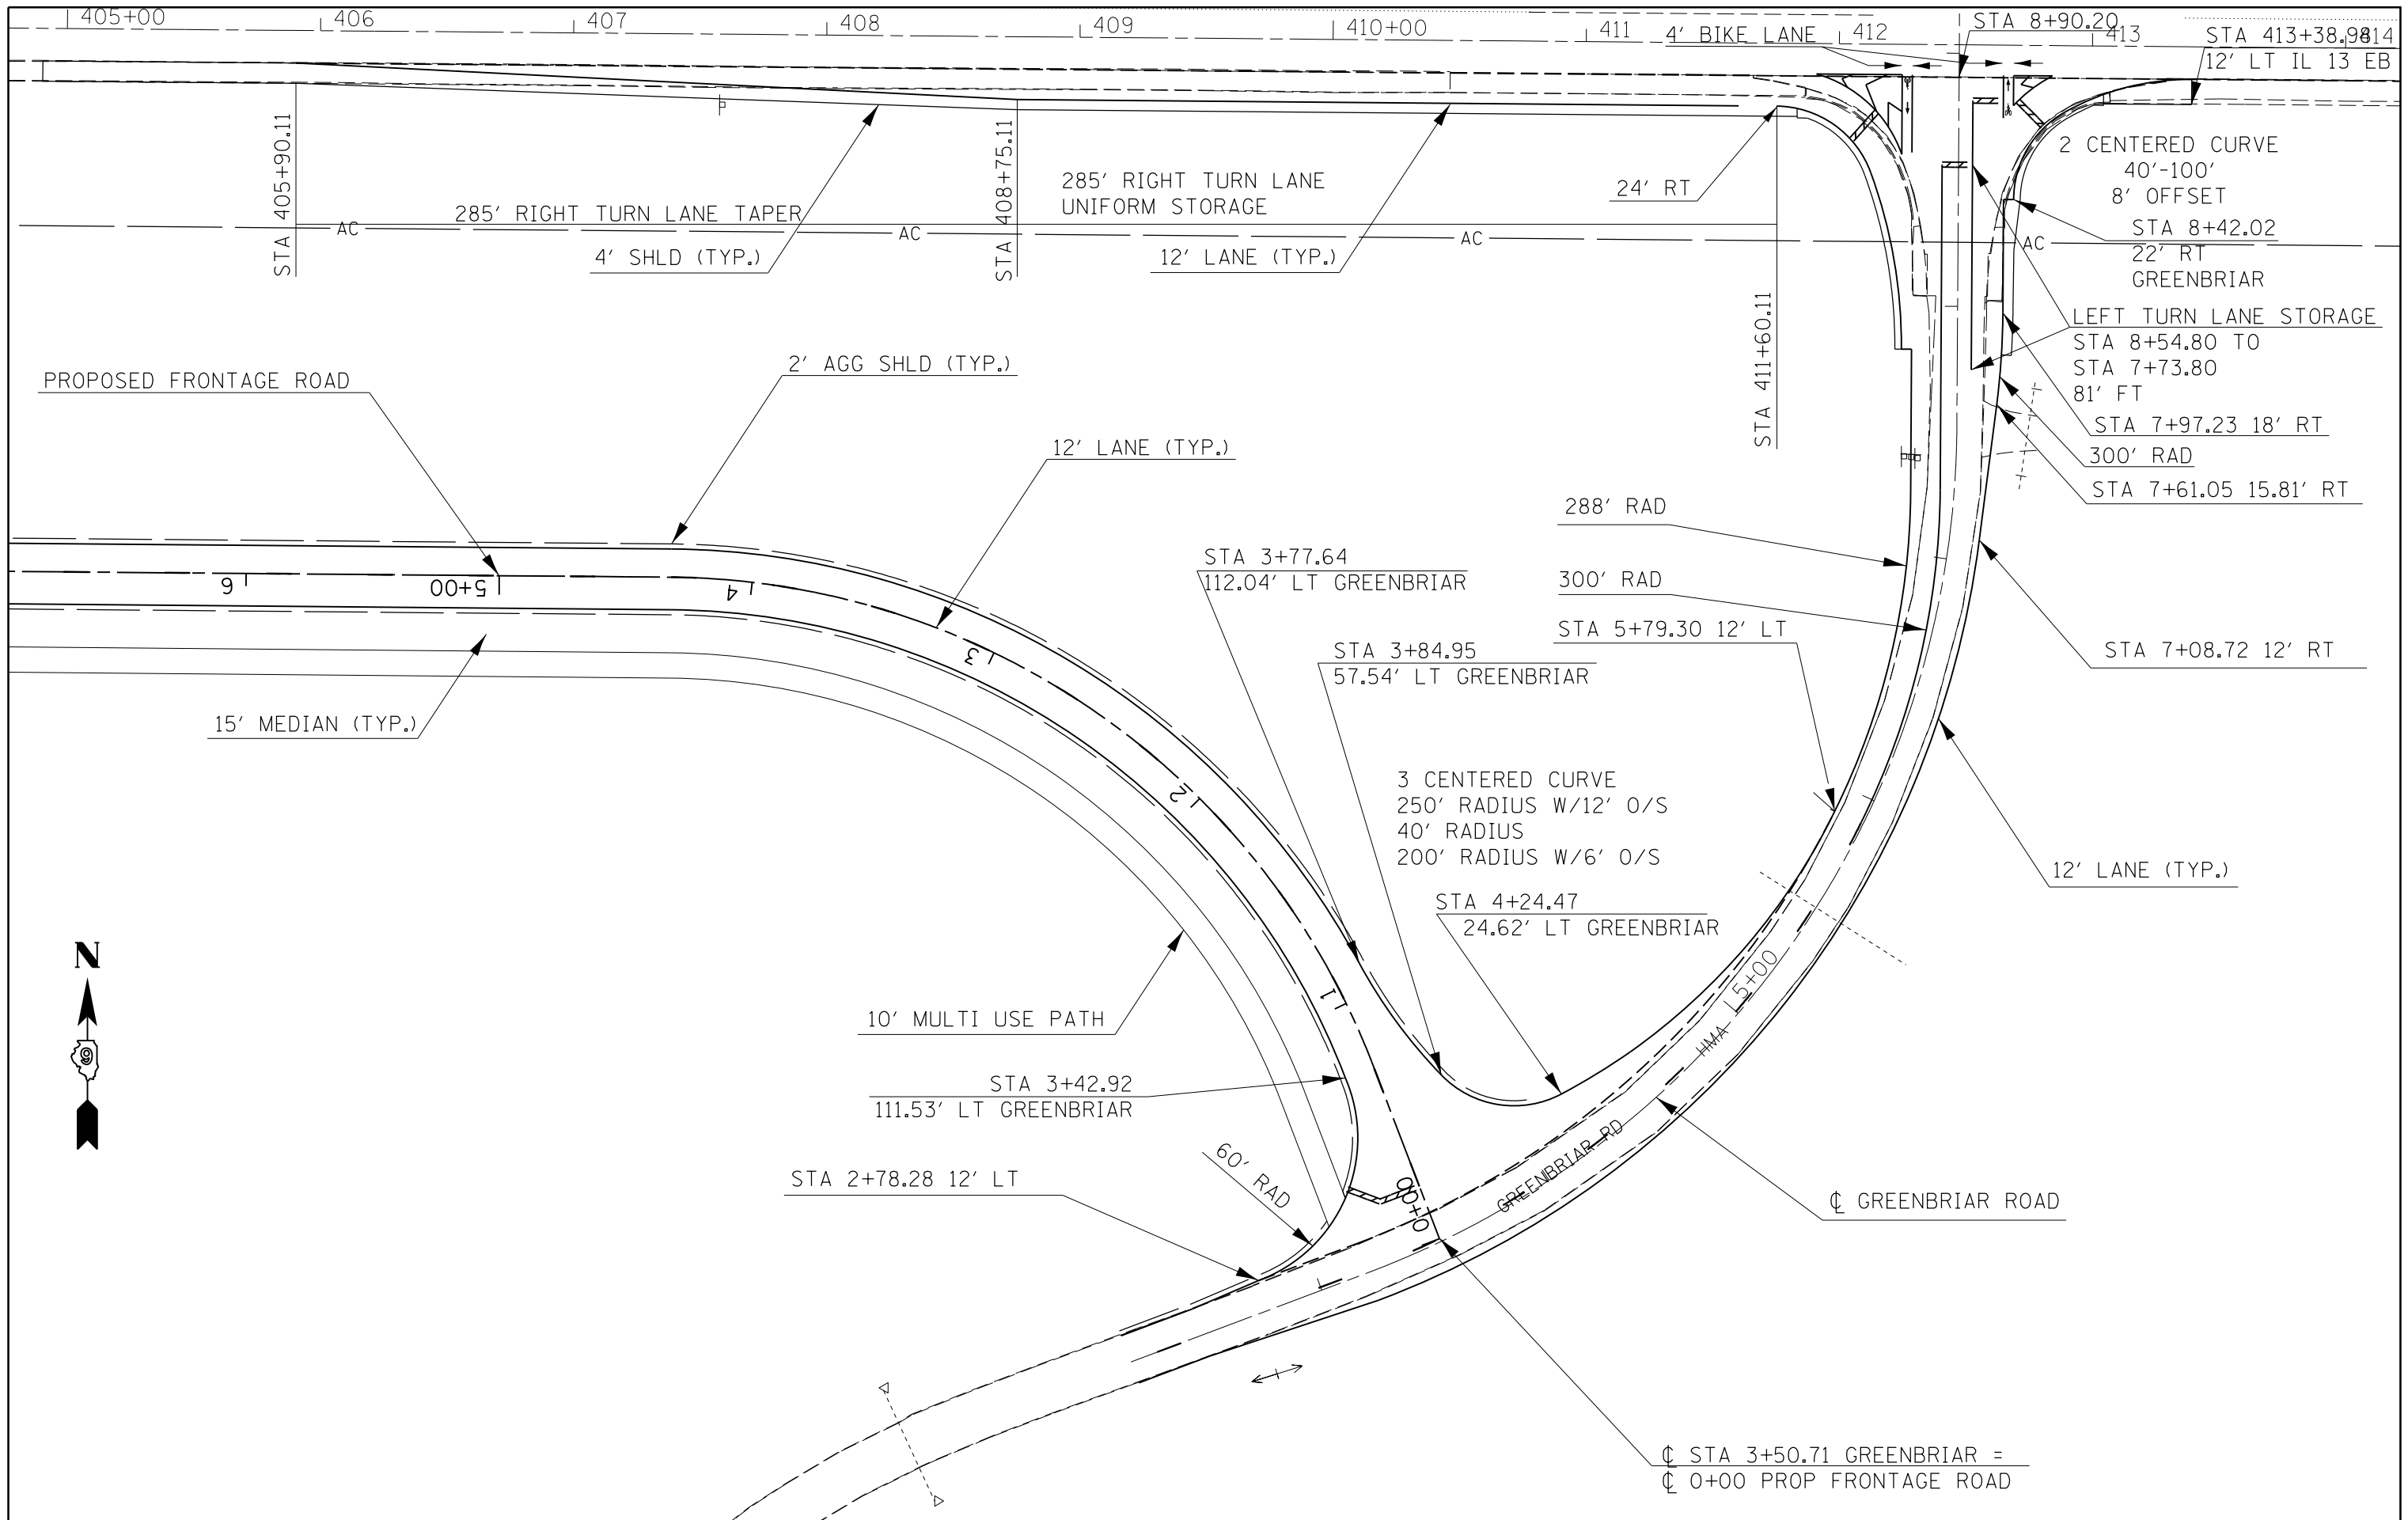 405+00
406
407
408
409
410+00
411
412
413
414
STA 8+90.20
4' BIKE LANE
STA 413+38.98
12' LT IL 13 EB
STA 405+90.11
285' RIGHT TURN LANE TAPER
4' SHLD (TYP.)
STA 408+75.11
285' RIGHT TURN LANE
UNIFORM STORAGE
12' LANE (TYP.)
24' RT
STA 411+60.11
AC
AC
AC
AC
2 CENTERED CURVE
40'-100'
8' OFFSET
STA 8+42.02
22' RT
GREENBRIAR
LEFT TURN LANE STORAGE
STA 8+54.80 TO
STA 7+73.80
81' FT
STA 7+97.23 18' RT
300' RAD
STA 7+61.05 15.81' RT
PROPOSED FRONTAGE ROAD
2' AGG SHLD (TYP.)
12' LANE (TYP.)
288' RAD
300' RAD
STA 5+79.30 12' LT
STA 7+08.72 12' RT
STA 3+77.64
112.04' LT GREENBRIAR
STA 3+84.95
57.54' LT GREENBRIAR
6
5+00
4
3
2
1
0+00
15' MEDIAN (TYP.)
3 CENTERED CURVE
250' RADIUS W/12' O/S
40' RADIUS
200' RADIUS W/6' O/S
STA 4+24.47
24.62' LT GREENBRIAR
12' LANE (TYP.)
N
9
10' MULTI USE PATH
STA 3+42.92
111.53' LT GREENBRIAR
STA 2+78.28 12' LT
60' RAD
5+00
HMA
GREENBRIAR RD
℄ GREENBRIAR ROAD
℄ STA 3+50.71 GREENBRIAR =
℄ 0+00 PROP FRONTAGE ROAD